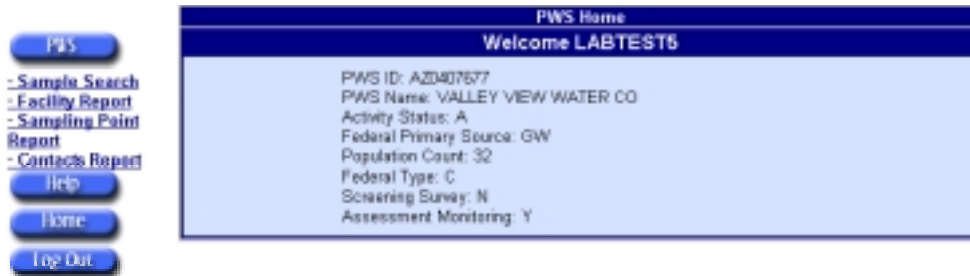 PWS
- Sample Search
- Facility Report
- Sampling Point
Report
- Contacts Report
Help
Home
Log Out
PWS Home
Welcome LABTEST5
PWS ID: AZ0407677
PWS Name: VALLEY VIEW WATER CO
Activity Status: A
Federal Primary Source: GW
Population Count: 32
Federal Type: C
Screening Survey: N
Assessment Monitoring: Y